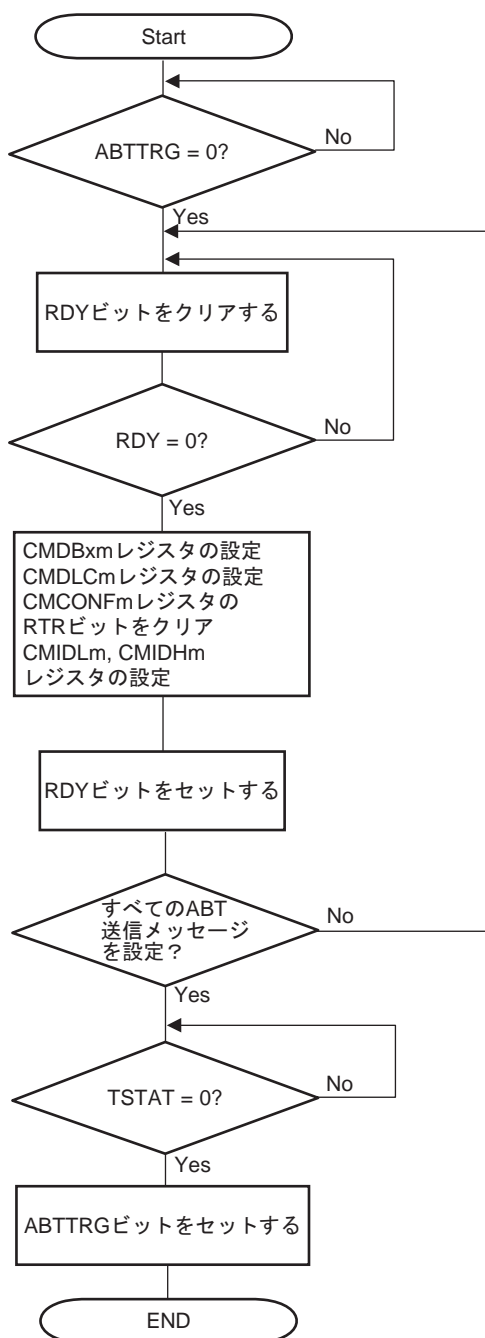 Start
ABTTRG = 0?
No
Yes
RDYビットをクリアする
RDY = 0?
No
Yes
CMDBxmレジスタの設定
CMDLCmレジスタの設定
CMCONFmレジスタの
RTRビットをクリア
CMIDLm, CMIDHm
レジスタの設定
RDYビットをセットする
すべてのABT
送信メッセージ
を設定？
No
Yes
TSTAT = 0?
No
Yes
ABTTRGビットをセットする
END